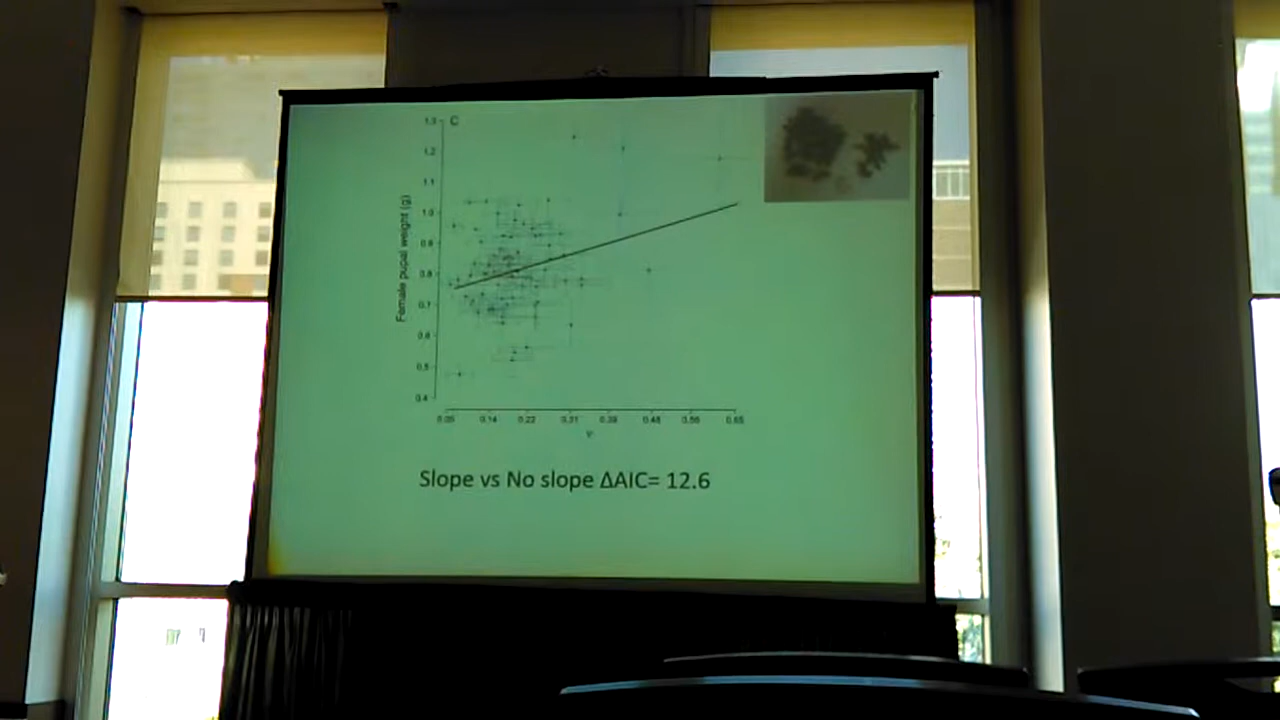 C
1.3
1.2
1.1
1.0
0.9
0.8
0.7
0.6
0.5
0.4
Female pupal weight (g)
0.05 0.14 0.22 0.31 0.39 0.48 0.56 0.65
Slope vs No slope ΔAIC= 12.6